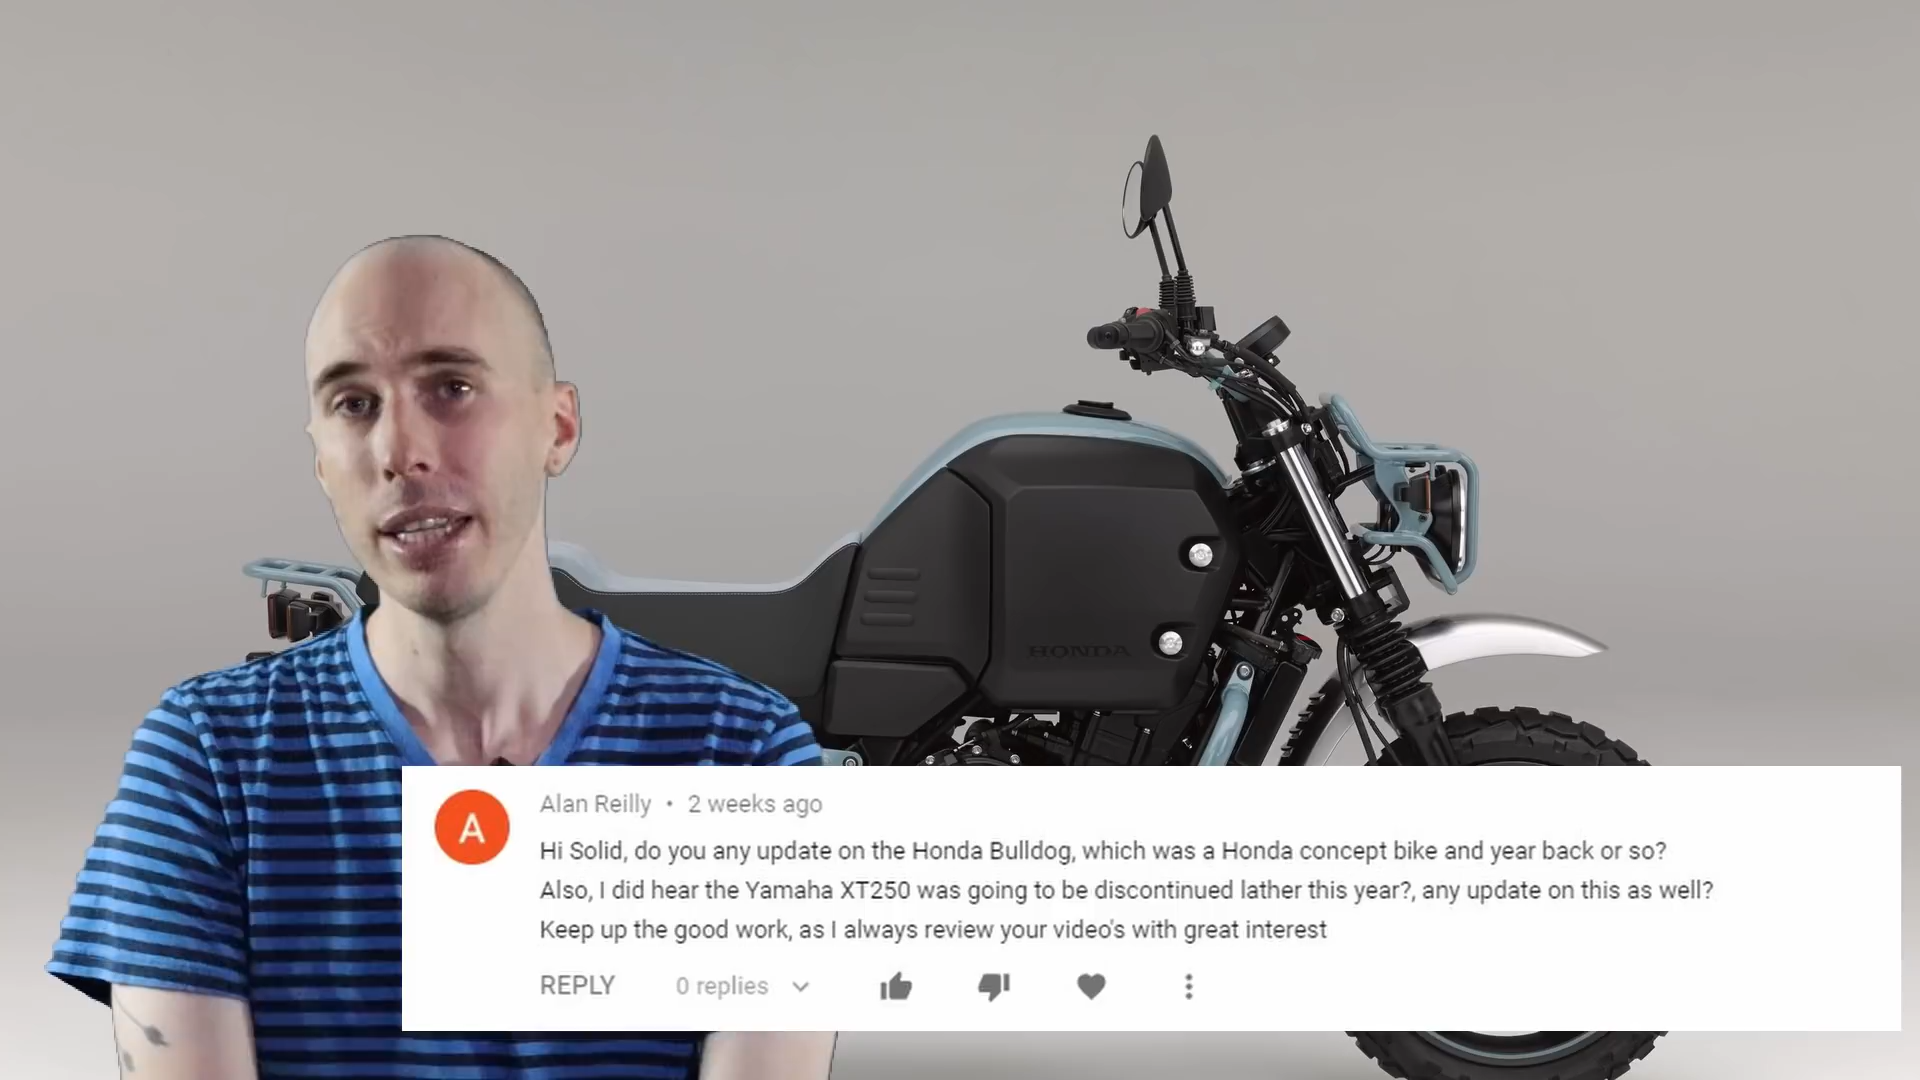 HONDA
A
Alan Reilly • 2 weeks ago
Hi Solid, do you any update on the Honda Bulldog, which was a Honda concept bike and year back or so?
Also, I did hear the Yamaha XT250 was going to be discontinued lather this year?, any update on this as well?
Keep up the good work, as I always review your video's with great interest
REPLY 0 replies